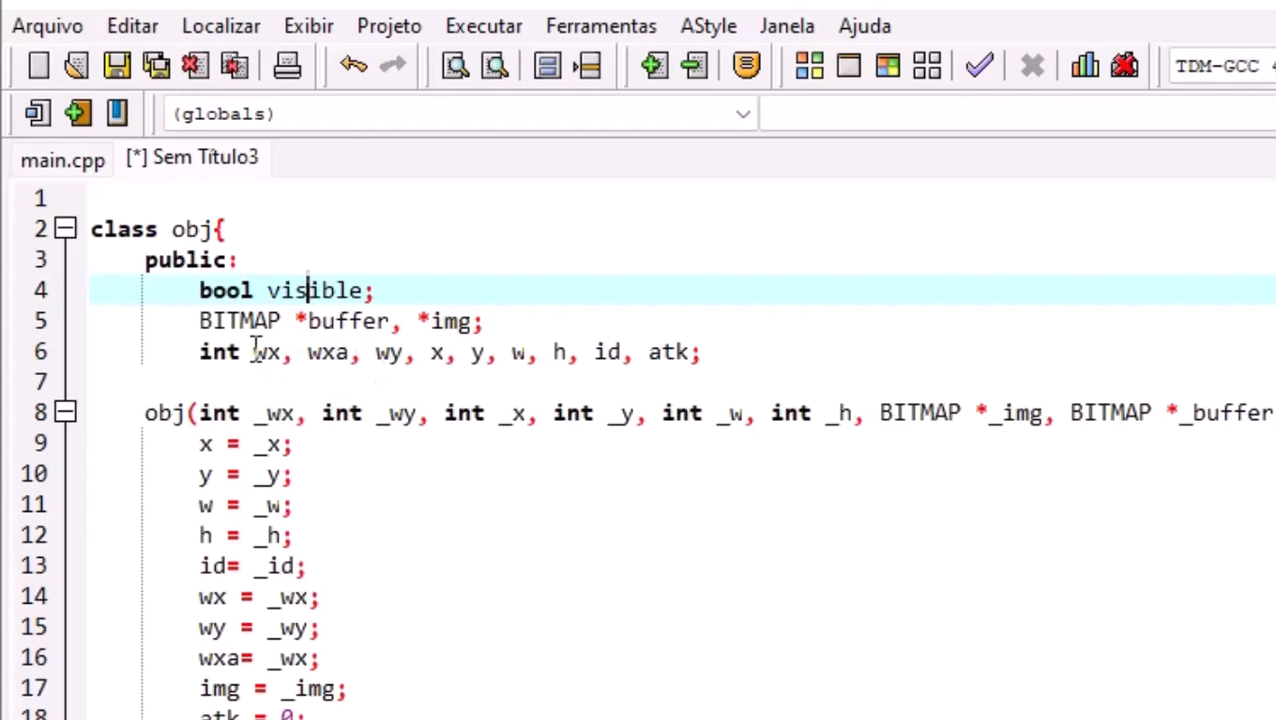 Arquivo Editar Localizar Exibir Projeto Executar Ferramentas AStyle Janela Ajuda
TDM-GCC 4
(globals)
main.cpp [*] Sem Título3
1
2 class obj{
3 public:
4 bool visible;
5 BITMAP *buffer, *img;
6 int wx, wxa, wy, x, y, w, h, id, atk;
7
8 obj(int _wx, int _wy, int _x, int _y, int _w, int _h, BITMAP *_img, BITMAP *_buffer
9 x = _x;
10 y = _y;
11 w = _w;
12 h = _h;
13 id= _id;
14 wx = _wx;
15 wy = _wy;
16 wxa= _wx;
17 img = _img;
18 atk = 0;